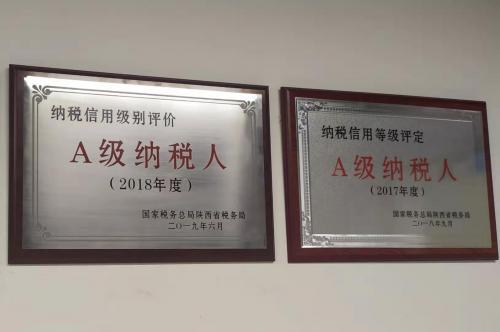 纳税信用级别评价
A级纳税人
（2018年度）
国家税务总局陕西省税务局
二〇一九年六月
纳税信用等级评定
A级纳税人
（2017年度）
国家税务总局陕西省税务局
二〇一八年九月